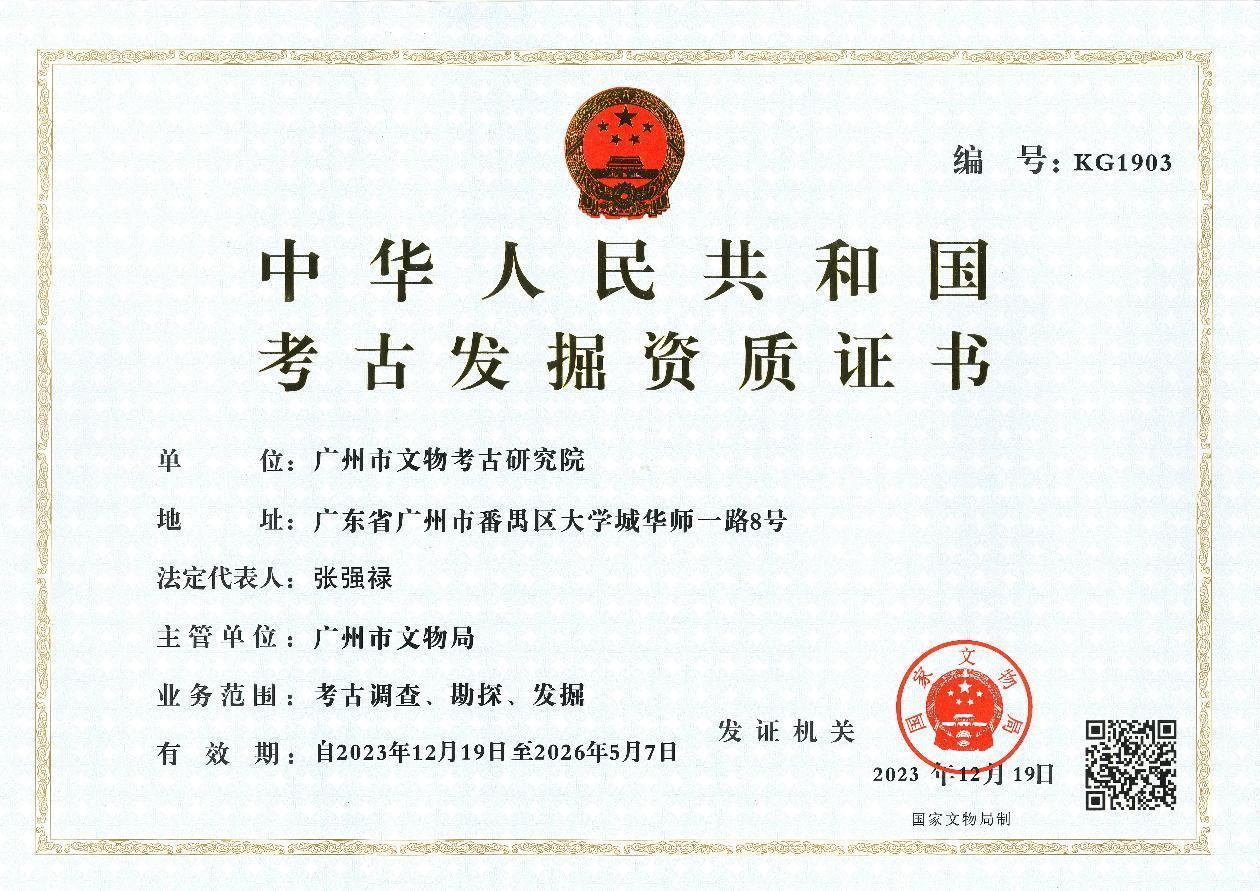 编 号：KG1903
中华人民共和国
考古发掘资质证书
单 位：广州市文物考古研究院
地 址：广东省广州市番禺区大学城华师一路8号
法定代表人：张强禄
主管单位：广州市文物局
业务范围：考古调查、勘探、发掘
有 效 期：自2023年12月19日至2026年5月7日
发证机关
国家文物局
2023 年12月 19日
国家文物局制